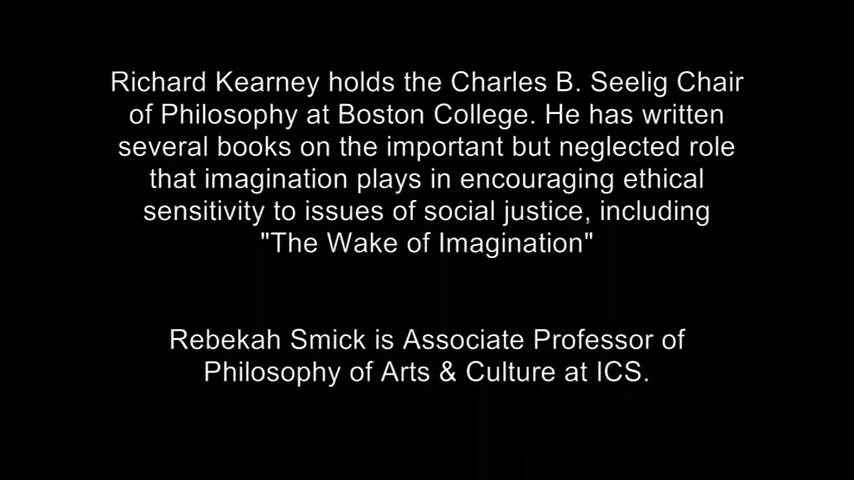 Richard Kearney holds the Charles B. Seelig Chair
of Philosophy at Boston College. He has written
several books on the important but neglected role
that imagination plays in encouraging ethical
sensitivity to issues of social justice, including
"The Wake of Imagination"
Rebekah Smick is Associate Professor of
Philosophy of Arts & Culture at ICS.